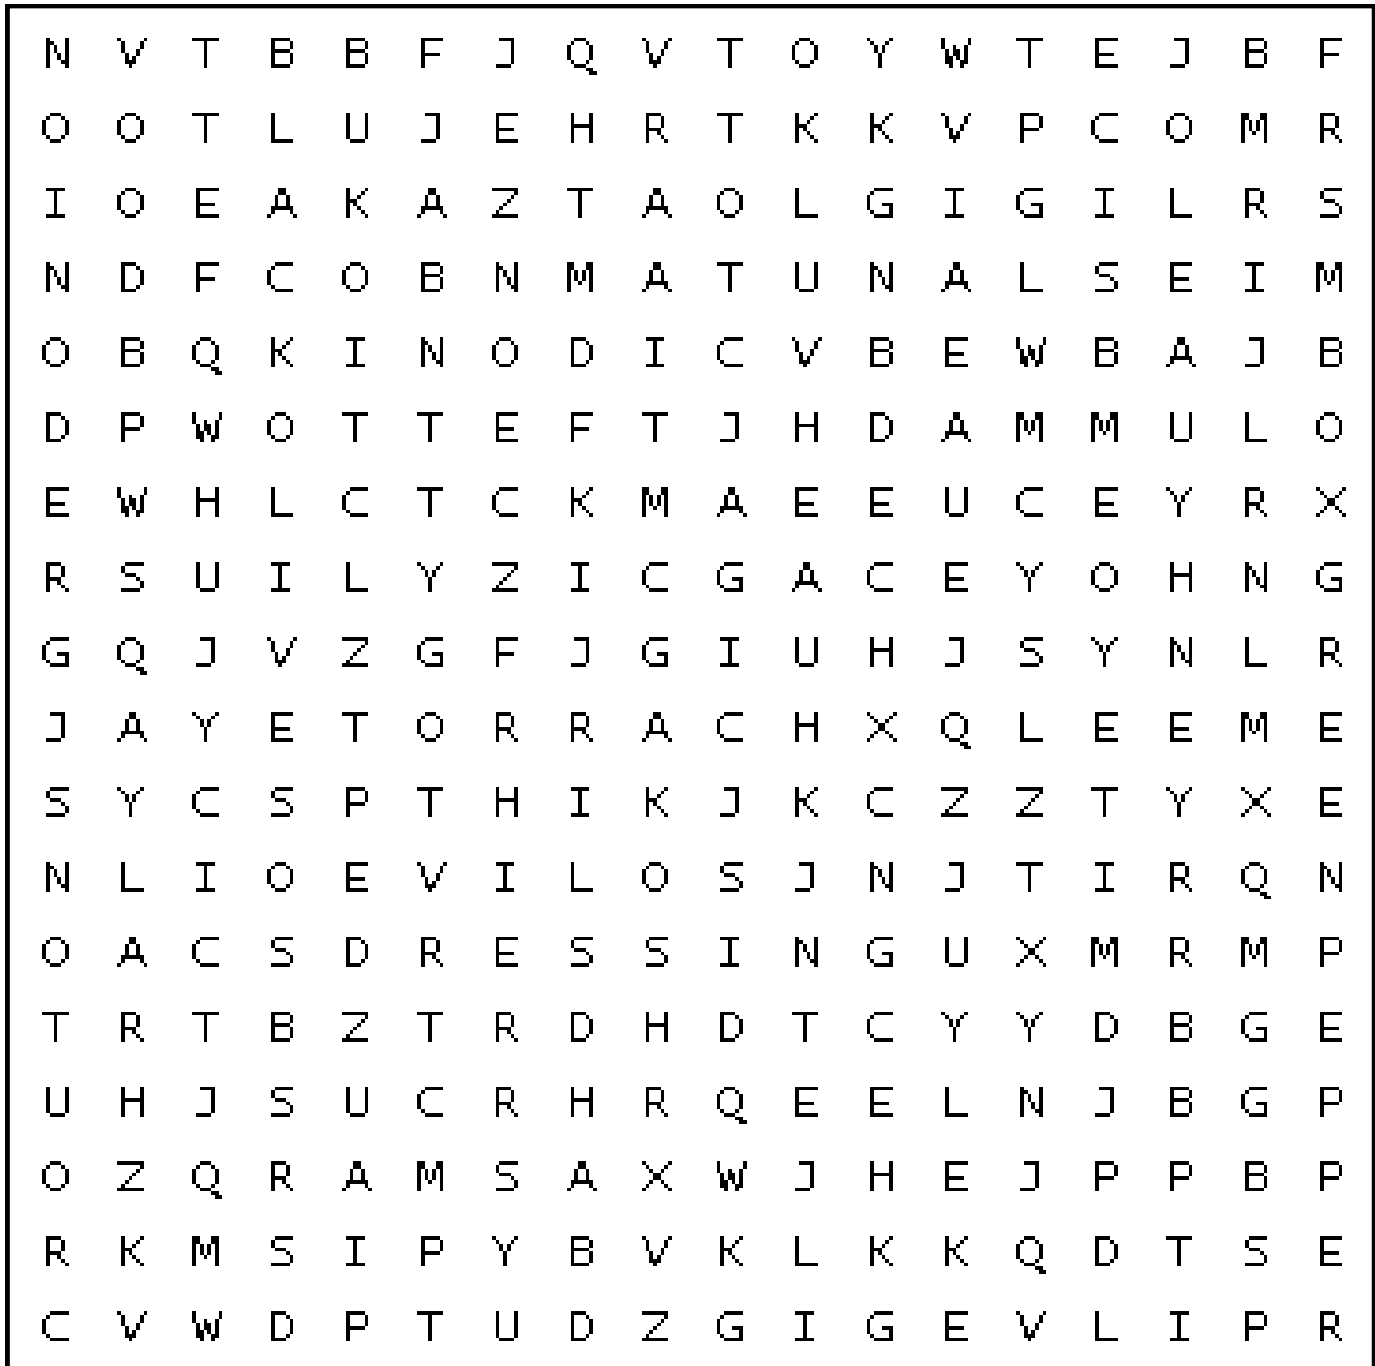 N V T B B F J Q V T O Y W T E J B F
O O T L U J E H R T K K V P C O M R
I O E A K A Z T A O L G I G I L R S
N D F C O B N M A T U N A L S E I M
O B Q K I N O D I C V B E W B A J B
D P W O T T E F T J H D A M M U L O
E W H L C T C K M A E E U C E Y R X
R S U I L Y Z I C G A C E Y O H N G
G Q J V Z G F J G I U H J S Y N L R
J A Y E T O R R A C H X Q L E E M E
S Y C S P T H I K J K C Z Z T Y X E
N L I O E V I L O S J N J T I R Q N
O A C S D R E S S I N G U X M R M P
T R T B Z T R D H D T C Y Y D B G E
U H J S U C R H R Q E E L N J B G P
O Z Q R A M S A X W J H E J P P B P
R K M S I P Y B V K L K K Q D T S E
C V W D P T U D Z G I G E V L I P R